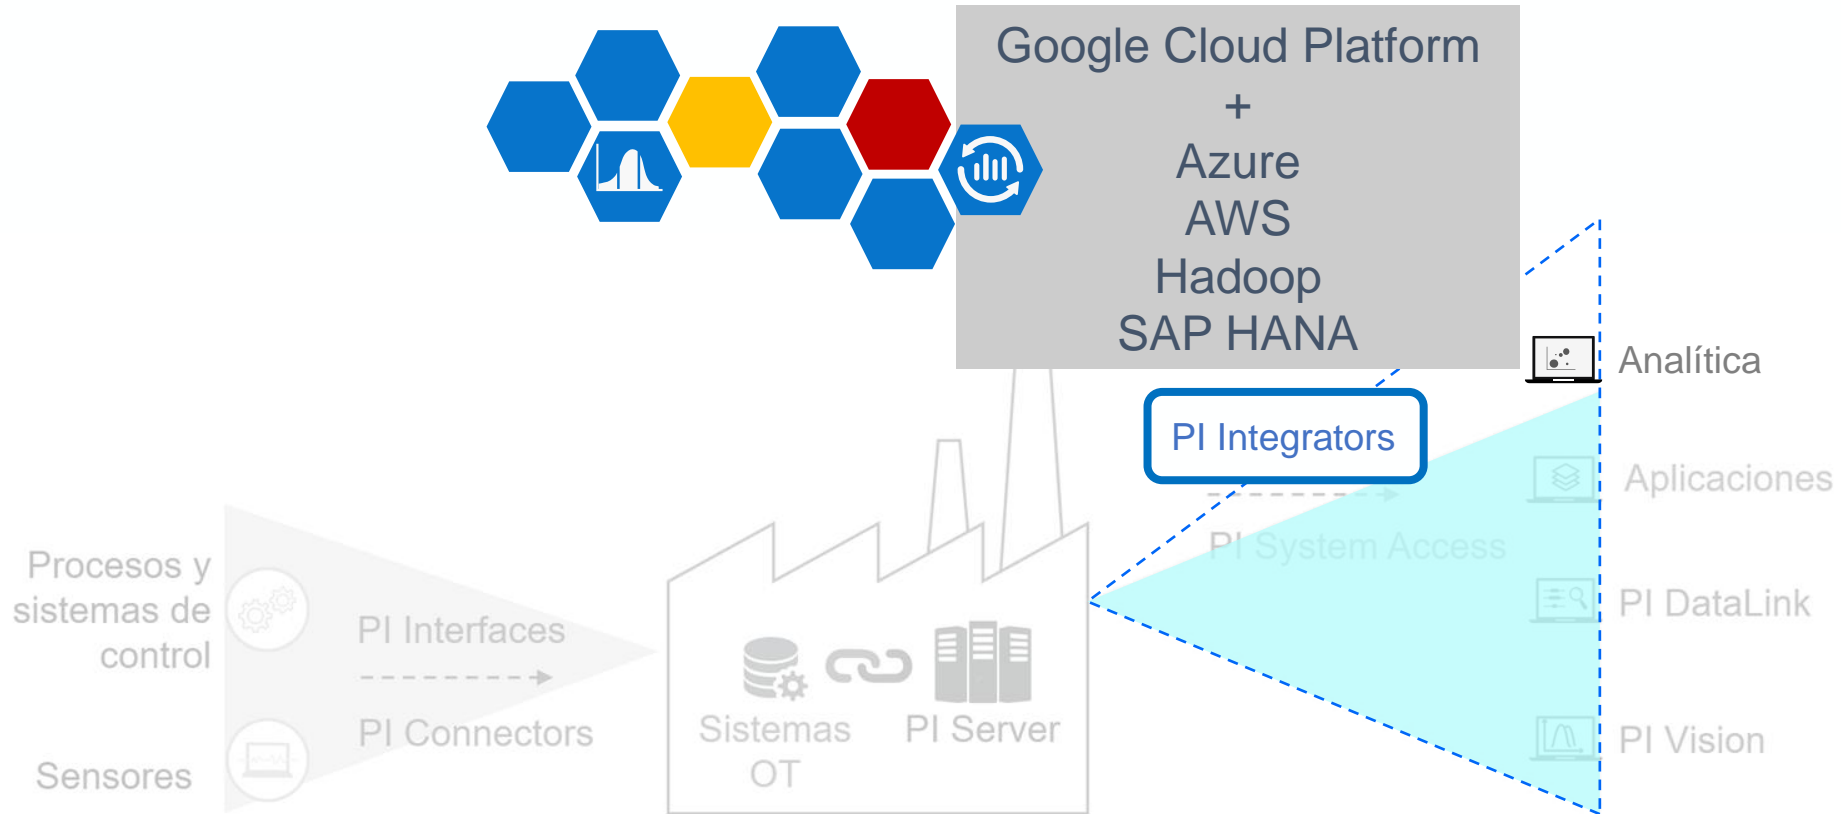 Google Cloud Platform
+
Azure
AWS
Hadoop
SAP HANA
Analítica
PI Integrators
Aplicaciones
PI System Access
Procesos y
sistemas de
control
PI Interfaces
PI DataLink
PI Connectors
Sistemas
OT
PI Server
PI Vision
Sensores